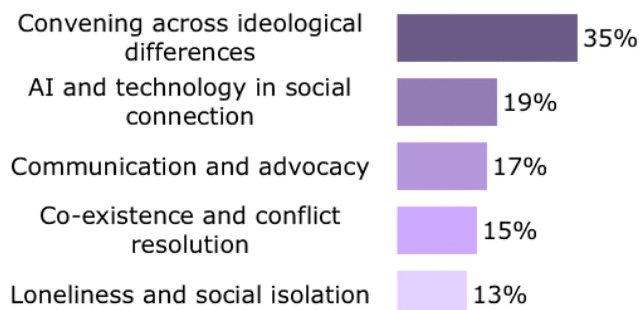 Convening across ideological
differences
35%
AI and technology in social
connection
19%
Communication and advocacy
17%
Co-existence and conflict
resolution
15%
Loneliness and social isolation
13%